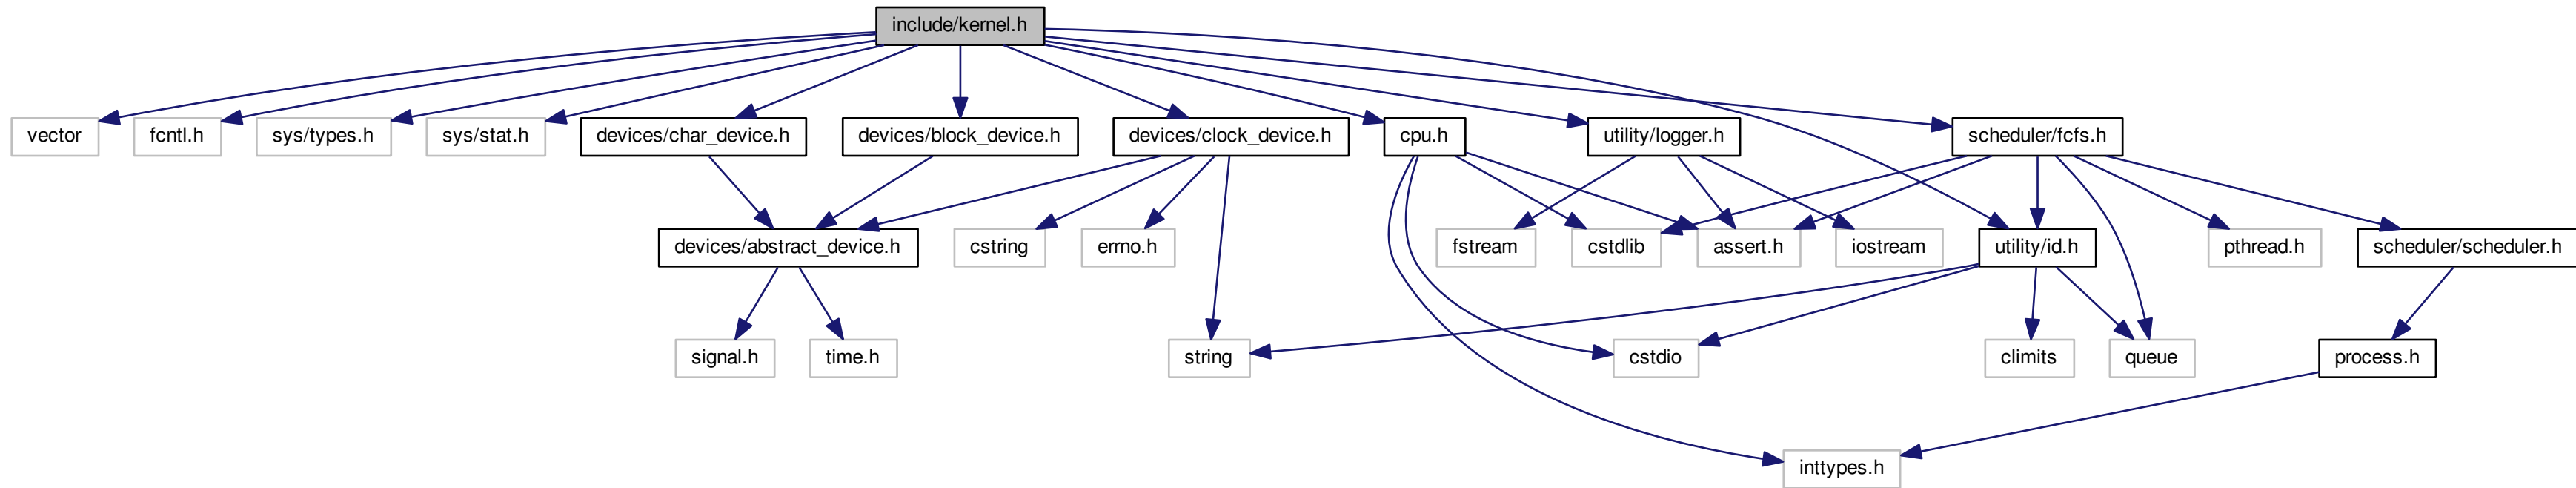 include/kernel.h
vector
fcntl.h
sys/types.h
sys/stat.h
devices/char_device.h
devices/block_device.h
devices/clock_device.h
cpu.h
utility/logger.h
scheduler/fcfs.h
devices/abstract_device.h
cstring
errno.h
fstream
cstdlib
assert.h
iostream
utility/id.h
pthread.h
scheduler/scheduler.h
signal.h
time.h
string
cstdio
climits
queue
process.h
inttypes.h